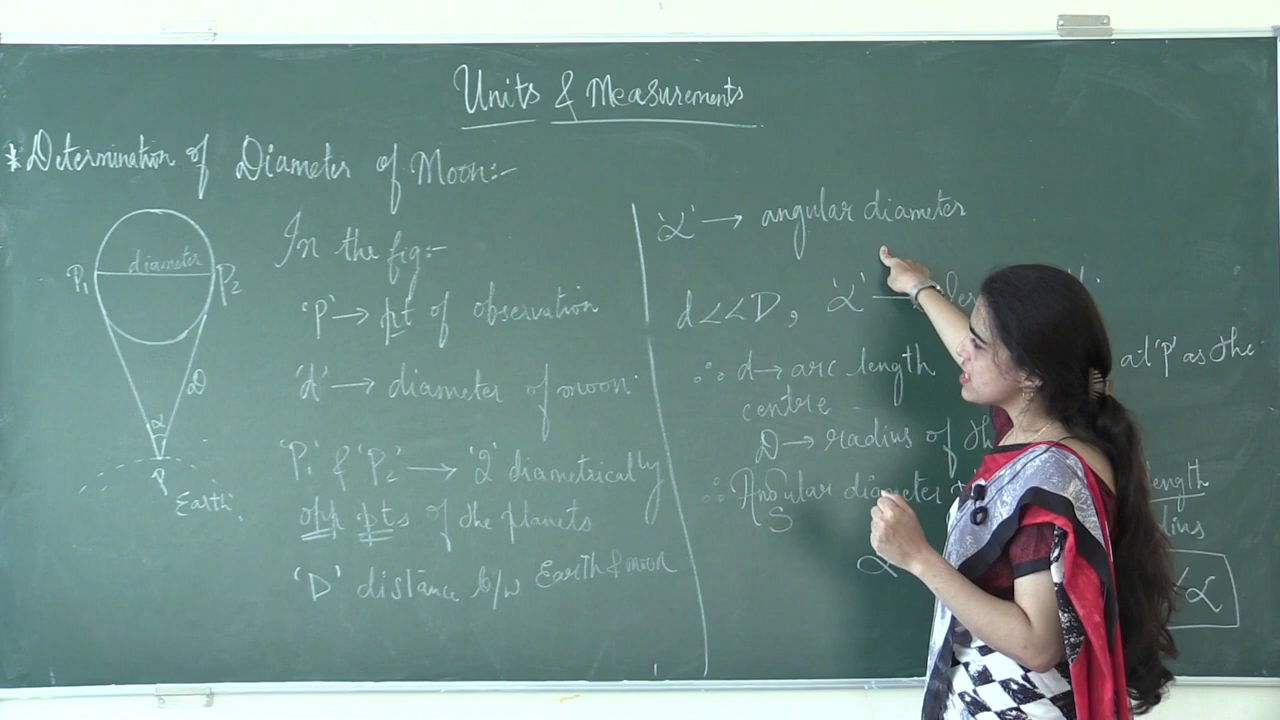 Units & Measurements
* Determination of Diameter of Moon:-
diameter
P1
P2
D
α
P
Earth
In the fig:-
'P' → pt of observation
'd' → diameter of moon
'P1' & 'P2' → '2' diametrically
opp pts of the planets
'D' distance b/w Earth & moon
'α' → angular diameter
d<<D, 'α' →
∴ d → arc length at 'P' as the
centre
D → radius of th
∴ Angular diameter
length
S
α
α